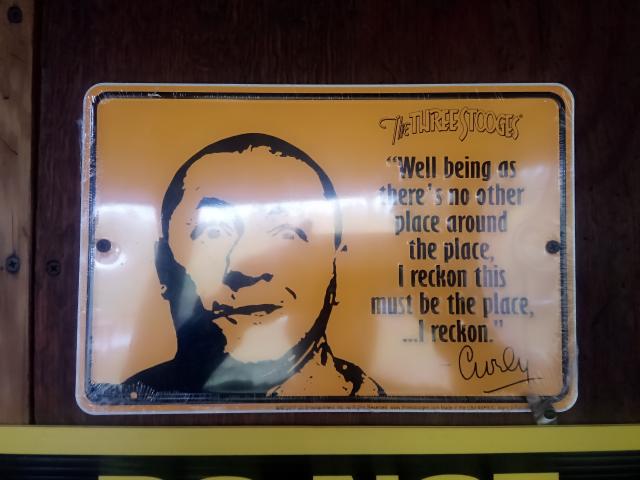 The THREE STOOGES
“Well being as
there's no other
place around
the place,
I reckon this
must be the place,
...I reckon.”
Curly